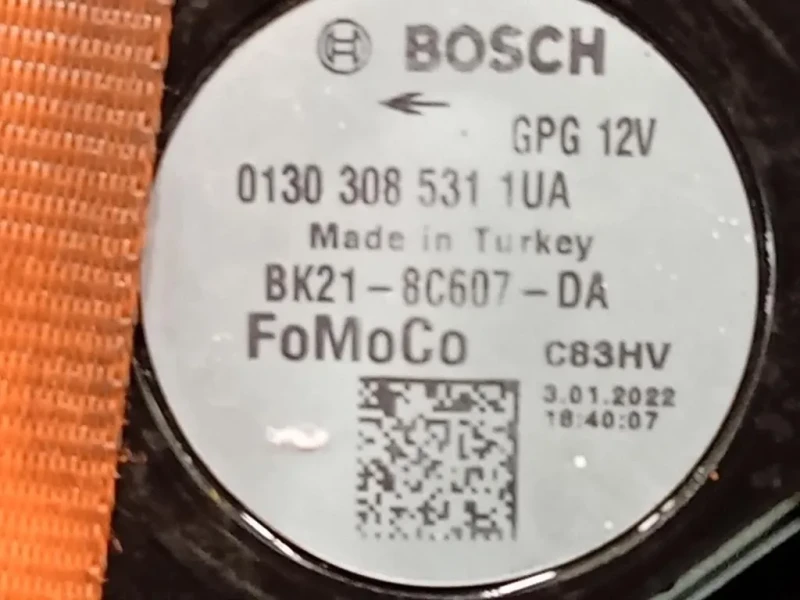 BOSCH
GPG 12V
0130 308 531 1UA
Made in Turkey
BK21-8C607-DA
FoMoCo
C83HV
3.01.2022
18:40:07